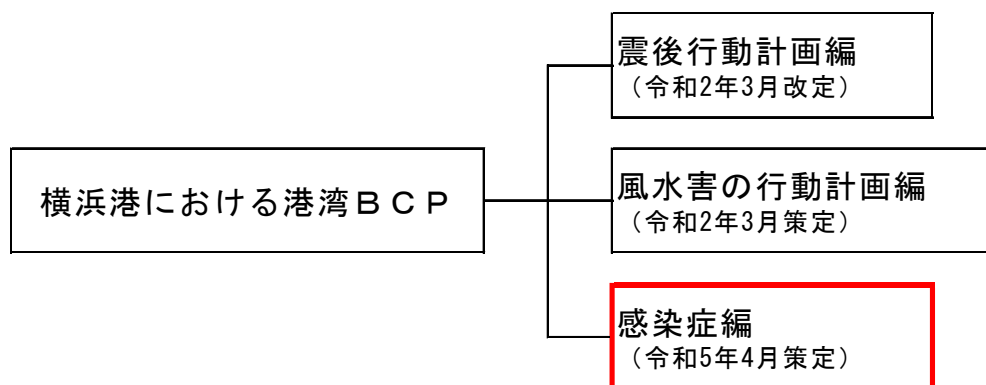 震後行動計画編
（令和2年3月改定）
横浜港における港湾ＢＣＰ
風水害の行動計画編
（令和2年3月策定）
感染症編
（令和5年4月策定）